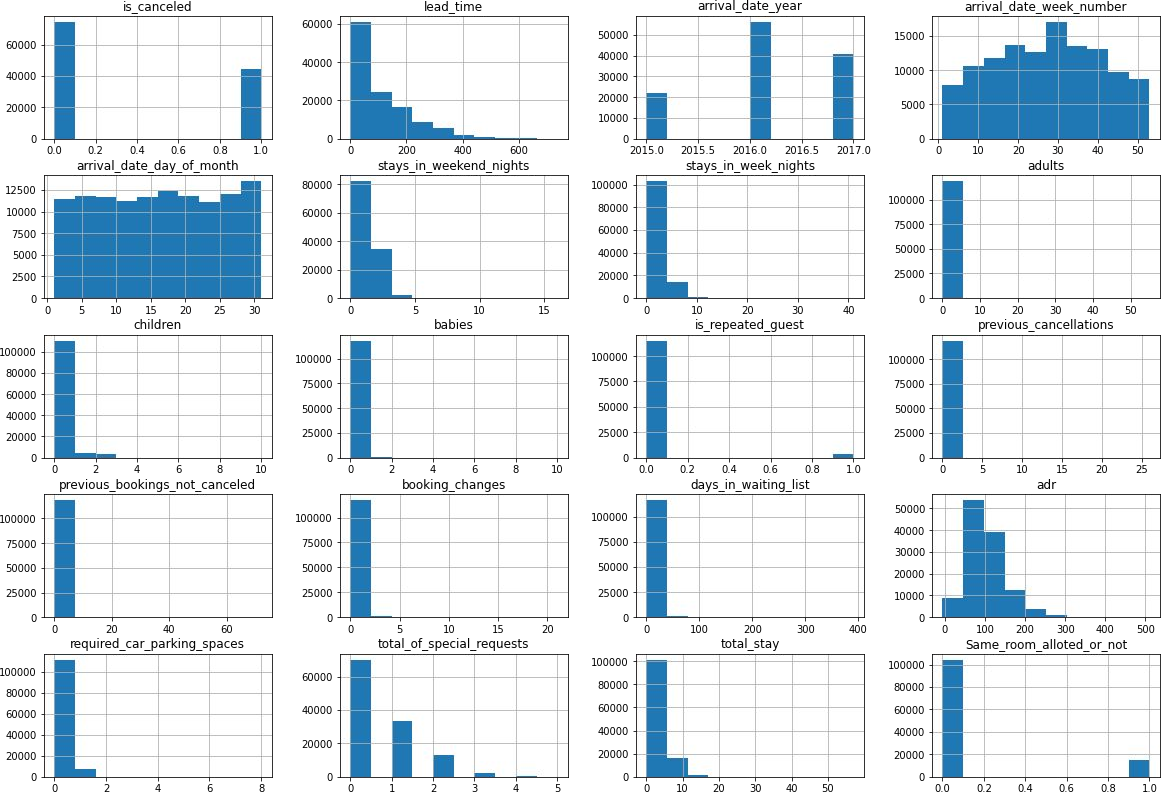 is_canceled lead_time arrival_date_year arrival_date_week_number
60000 40000 20000 0
0.0 0.2 0.4 0.6 0.8 1.0
60000 40000 20000 0
0 200 400 600
50000 40000 30000 20000 10000 0
2015.0 2015.5 2016.0 2016.5 2017.0
15000 10000 5000 0
0 10 20 30 40 50
arrival_date_day_of_month stays_in_weekend_nights stays_in_week_nights adults
12500 10000 7500 5000 2500 0
0 5 10 15 20 25 30
80000 60000 40000 20000 0
0 5 10 15
100000 80000 60000 40000 20000 0
0 10 20 30 40
100000 75000 50000 25000 0
0 10 20 30 40 50
children babies is_repeated_guest previous_cancellations
100000 80000 60000 40000 20000 0
0 2 4 6 8 10
100000 75000 50000 25000 0
0 2 4 6 8 10
100000 75000 50000 25000 0
0.0 0.2 0.4 0.6 0.8 1.0
100000 75000 50000 25000 0
0 5 10 15 20 25
previous_bookings_not_canceled booking_changes days_in_waiting_list adr
100000 75000 50000 25000 0
0 20 40 60
100000 75000 50000 25000 0
0 5 10 15 20
100000 75000 50000 25000 0
0 100 200 300 400
50000 40000 30000 20000 10000 0
0 100 200 300 400 500
required_car_parking_spaces total_of_special_requests total_stay Same_room_alloted_or_not
100000 80000 60000 40000 20000 0
0 2 4 6 8
60000 40000 20000 0
0 1 2 3 4 5
100000 80000 60000 40000 20000 0
0 10 20 30 40 50
100000 80000 60000 40000 20000 0
0.0 0.2 0.4 0.6 0.8 1.0